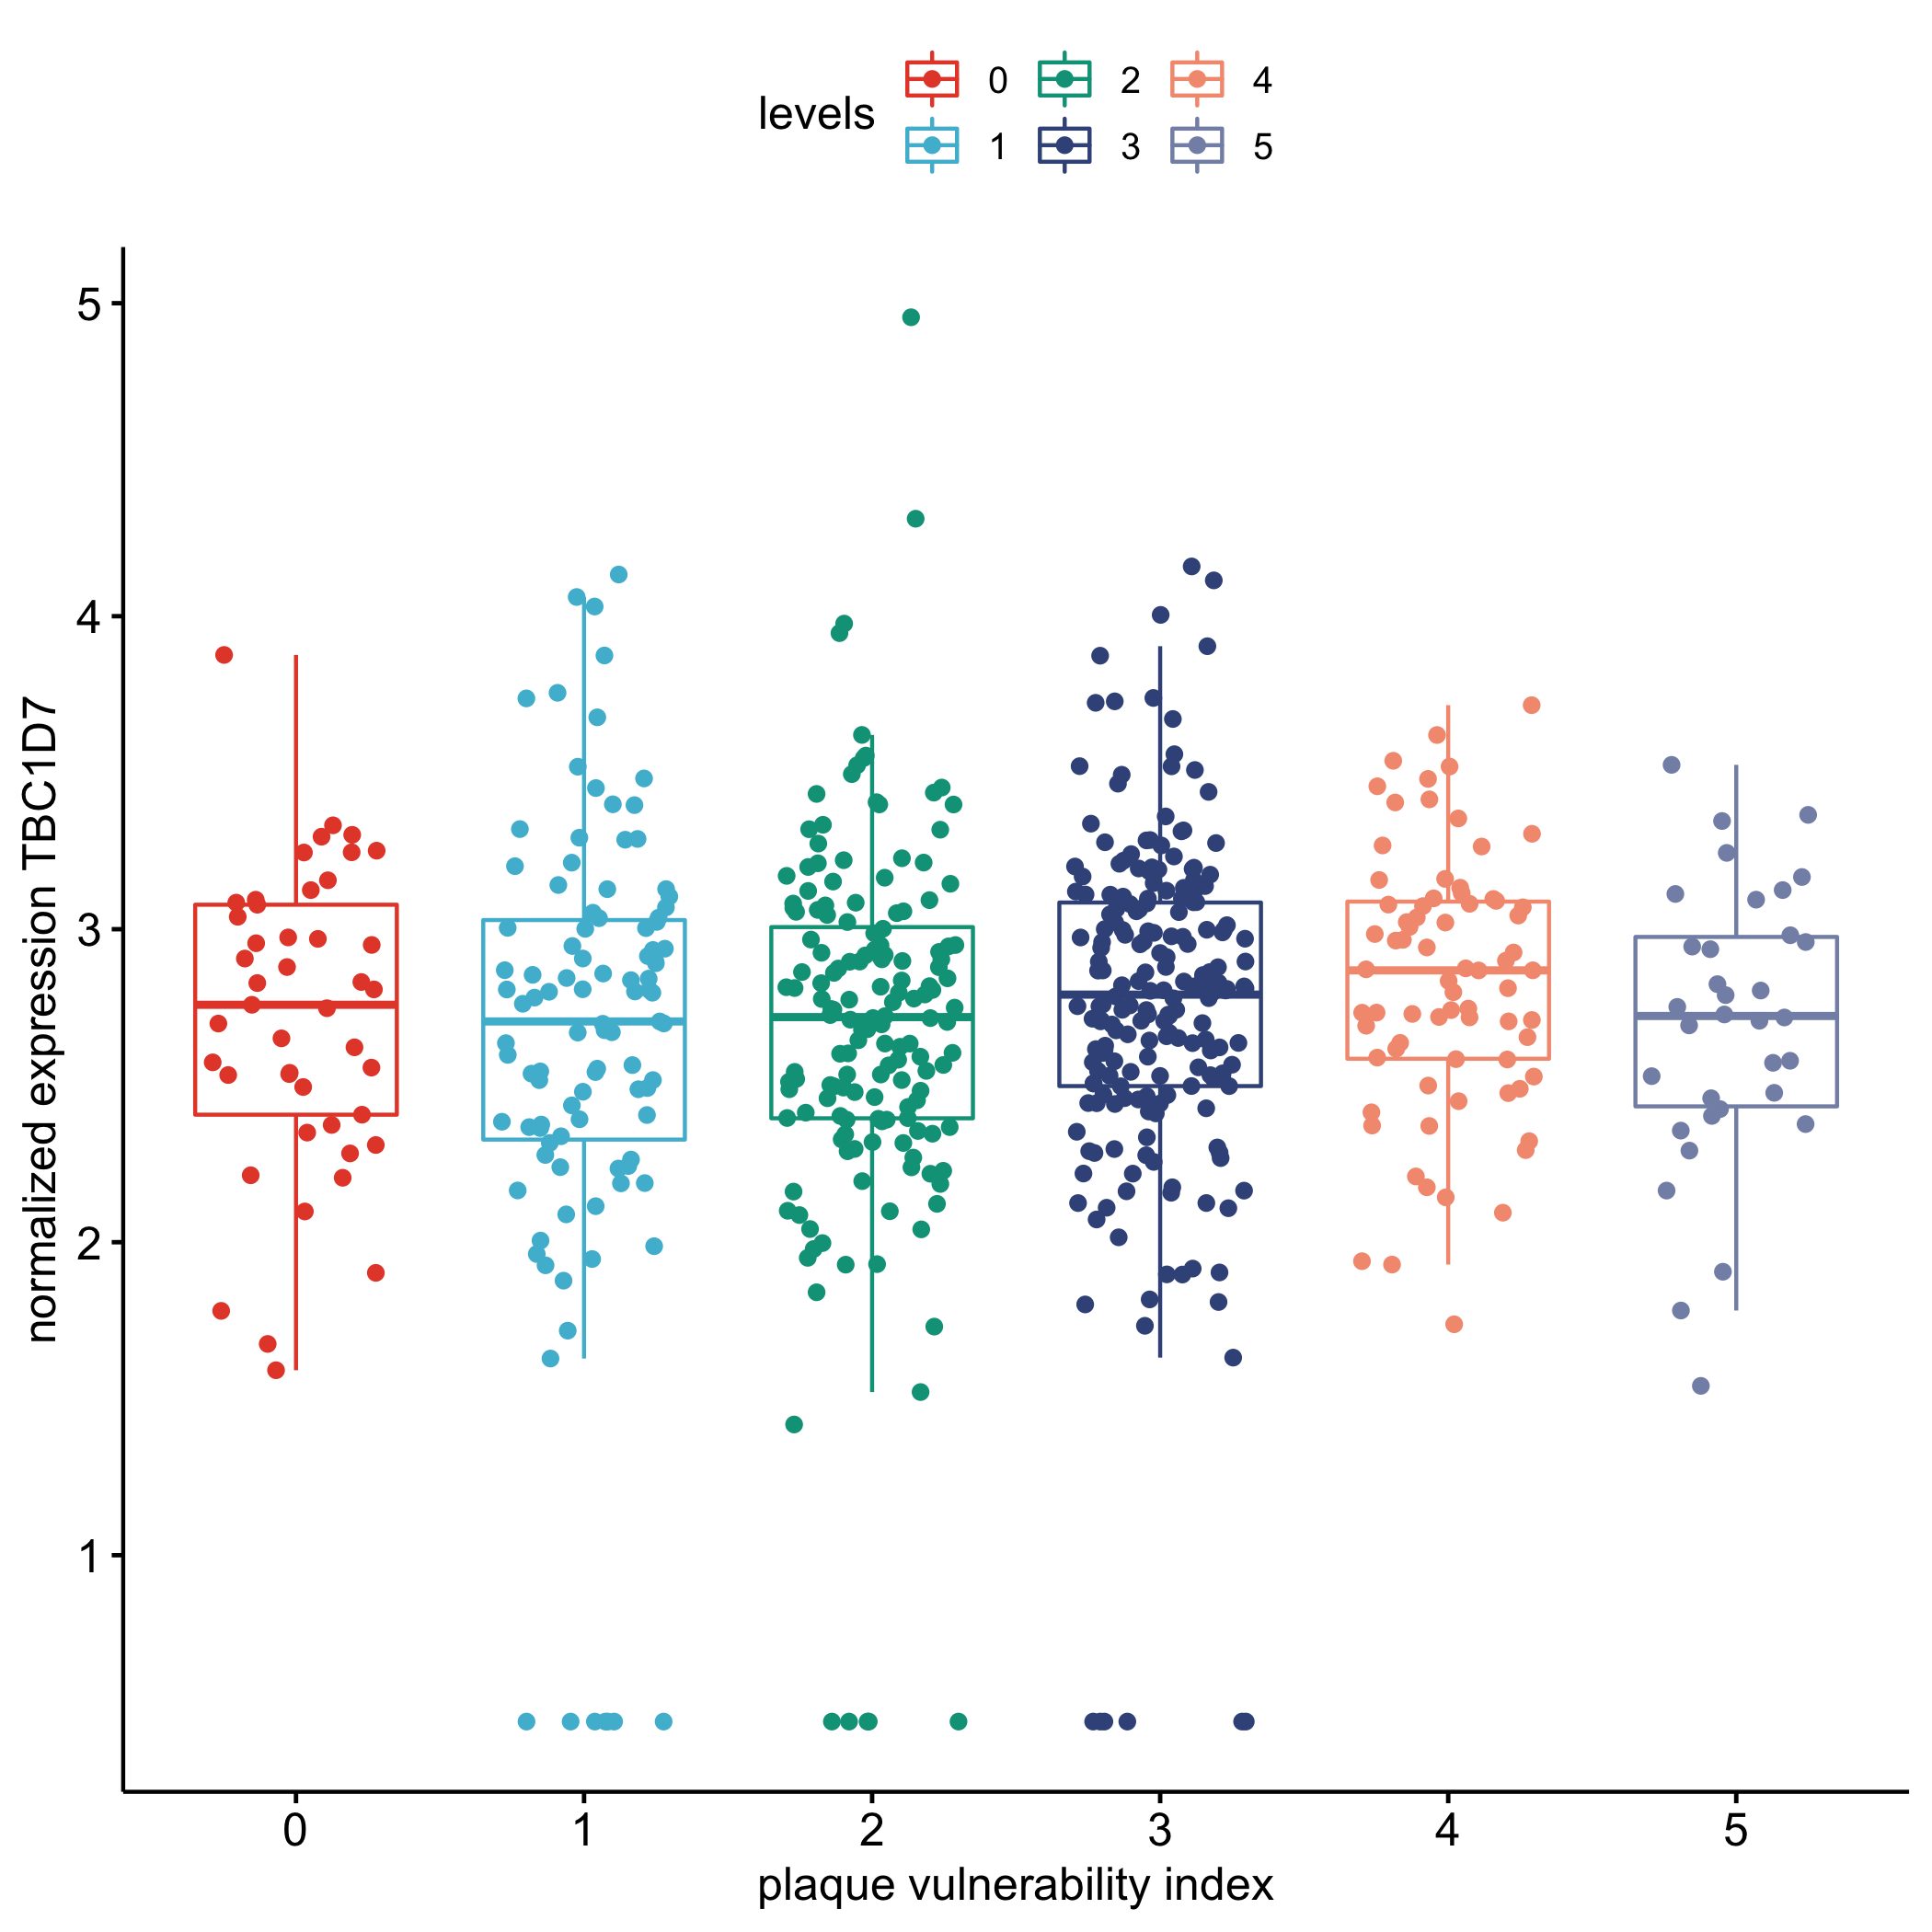 levels
0 2 4
1 3 5
normalized expression TBC1D7
5
4
3
2
1
0 1 2 3 4 5
plaque vulnerability index